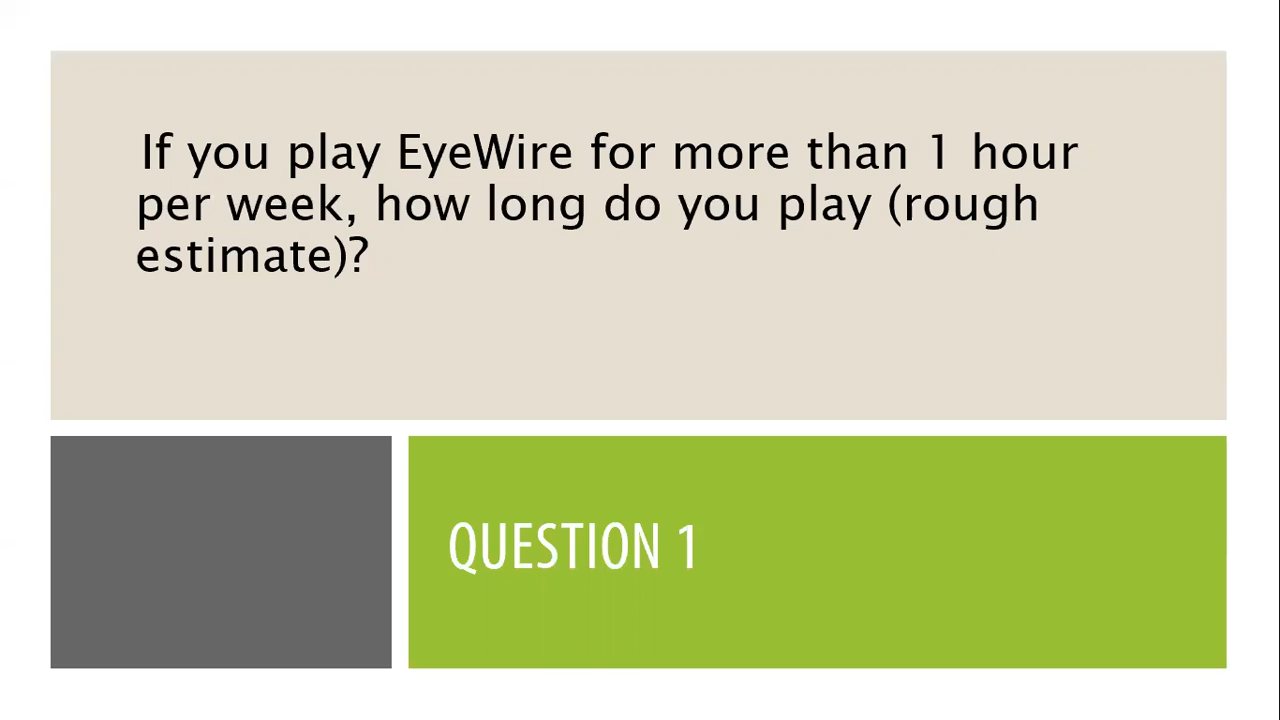 If you play EyeWire for more than 1 hour
per week, how long do you play (rough
estimate)?
QUESTION 1